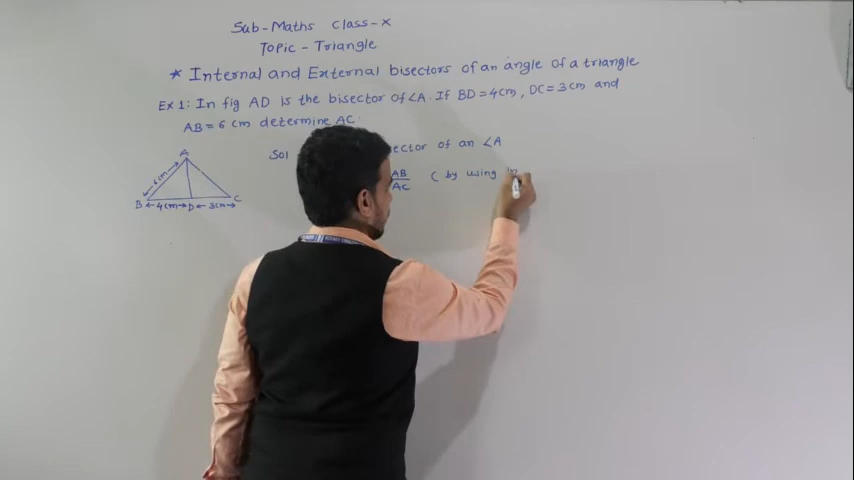 Sub-Maths Class-X
Topic - Triangle
* Internal and External bisectors of an angle of a triangle
Ex 1: In fig AD is the bisector of ∠A. If BD = 4cm, DC = 3cm and
AB = 6cm determine AC.
Sol ector of an ∠A
AB/AC ( by using in
A
6cm
B 4cm D 3cm C